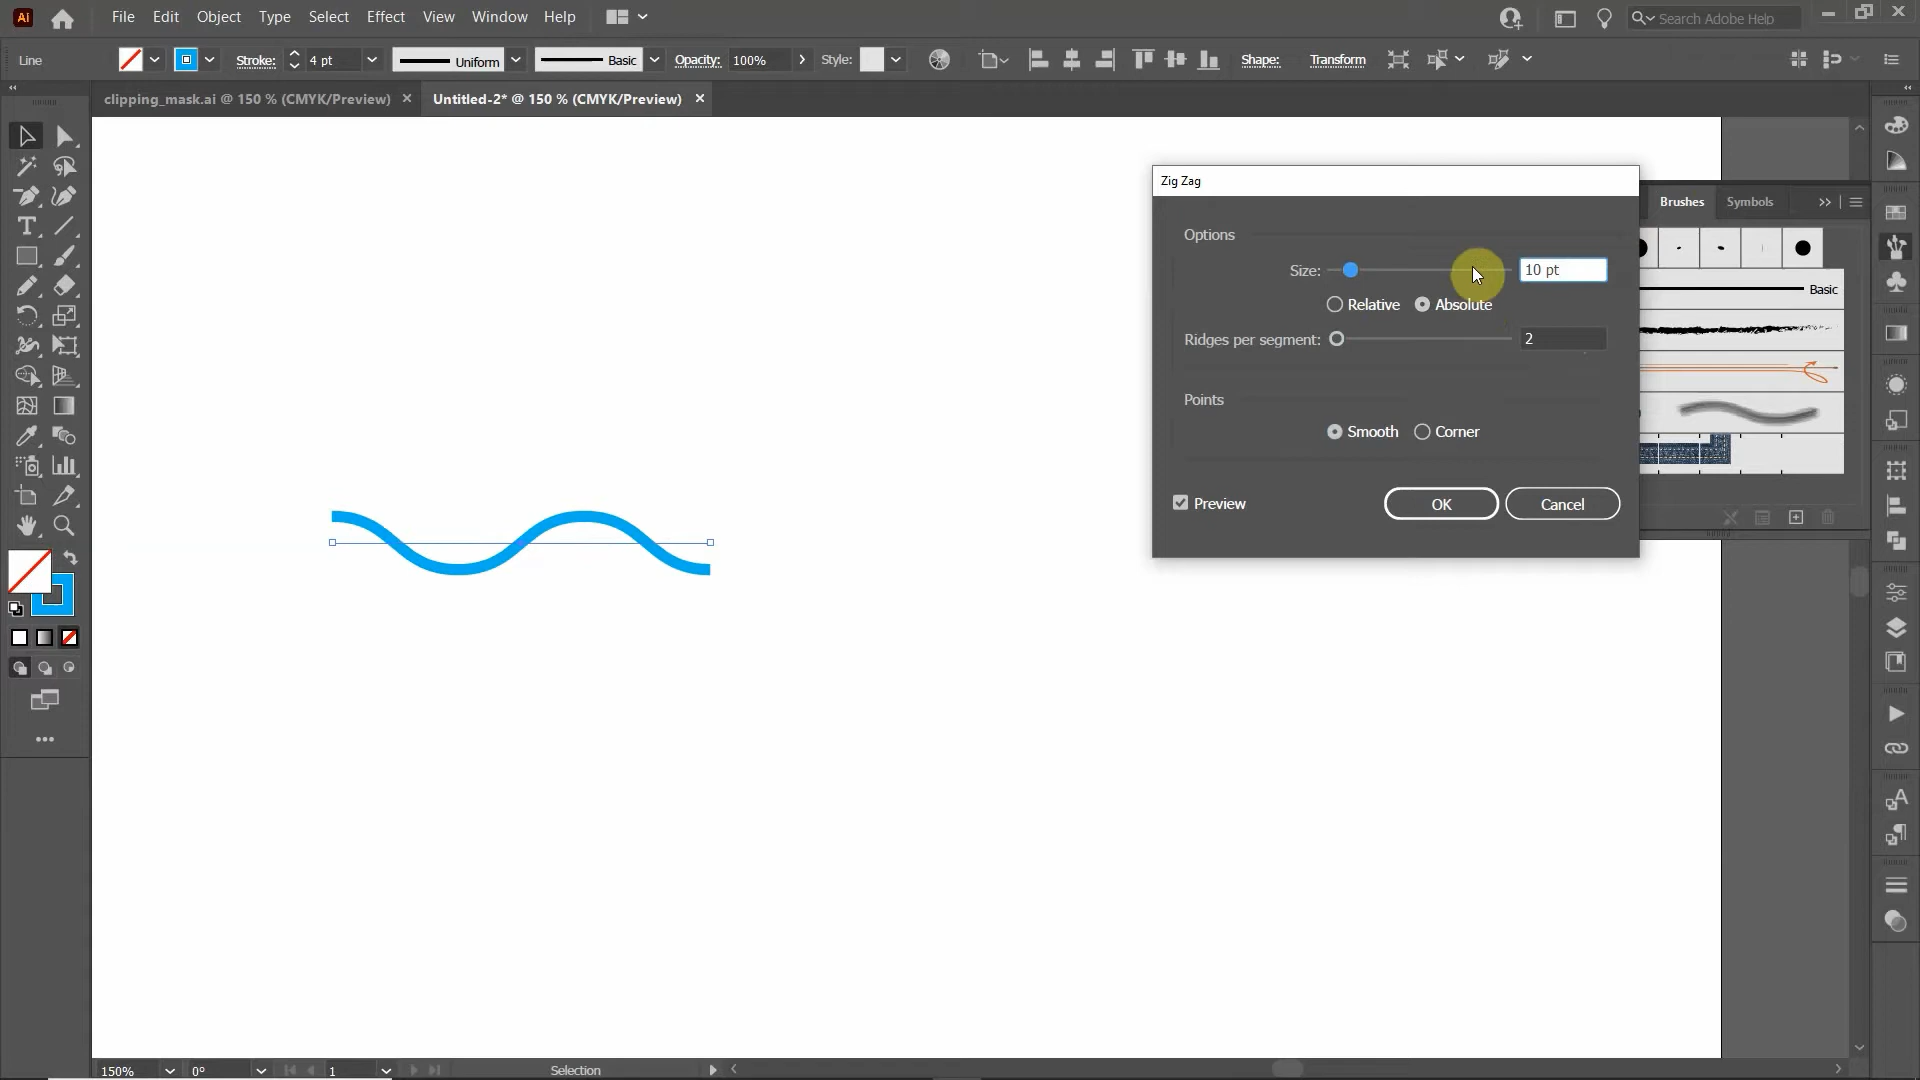 Ai File Edit Object Type Select Effect View Window Help Search Adobe Help
Line Stroke: 4 pt Uniform Basic Opacity: 100% Style: Shape: Transform
clipping_mask.ai @ 150 % (CMYK/Preview) × Untitled-2* @ 150 % (CMYK/Preview) ×
Zig Zag
Brushes Symbols
Options
Size: 10 pt
Basic
Relative Absolute
Ridges per segment: 2
Points
Smooth Corner
Preview OK Cancel
150% 0° 1 Selection